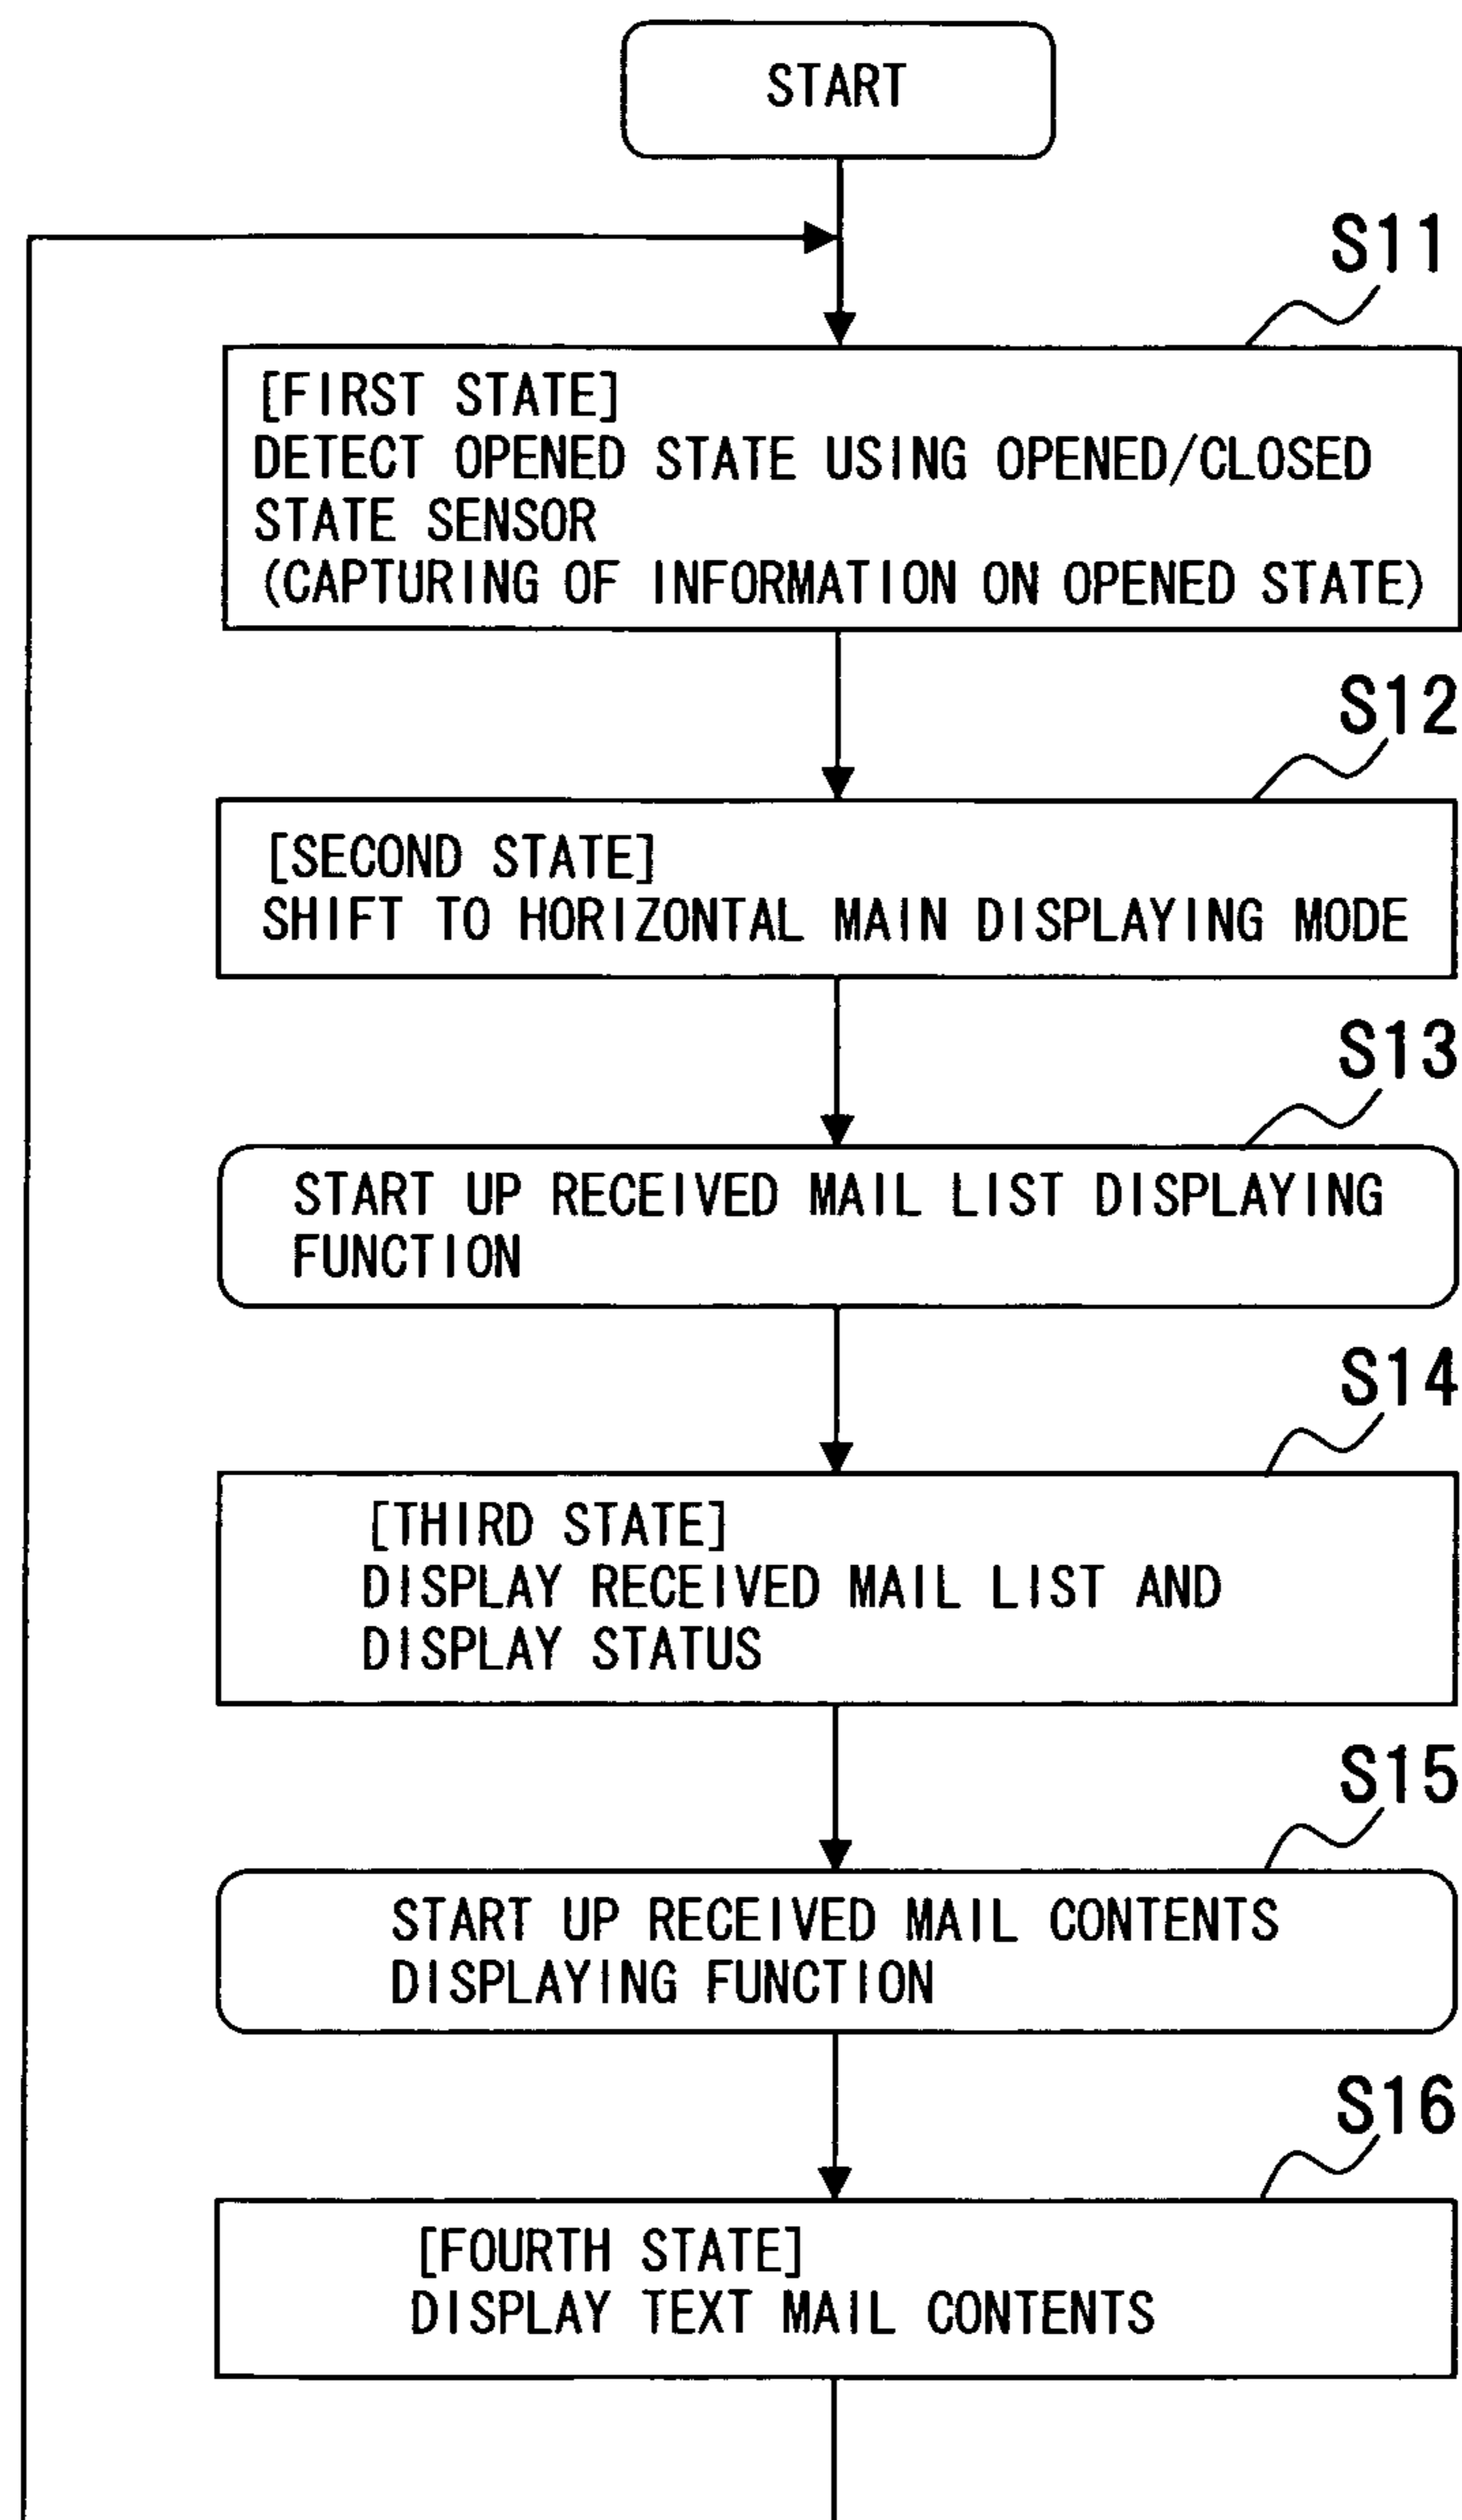 START
S11
[FIRST STATE]
DETECT OPENED STATE USING OPENED/CLOSED
STATE SENSOR
(CAPTURING OF INFORMATION ON OPENED STATE)
S12
[SECOND STATE]
SHIFT TO HORIZONTAL MAIN DISPLAYING MODE
S13
START UP RECEIVED MAIL LIST DISPLAYING
FUNCTION
S14
[THIRD STATE]
DISPLAY RECEIVED MAIL LIST AND
DISPLAY STATUS
S15
START UP RECEIVED MAIL CONTENTS
DISPLAYING FUNCTION
S16
[FOURTH STATE]
DISPLAY TEXT MAIL CONTENTS